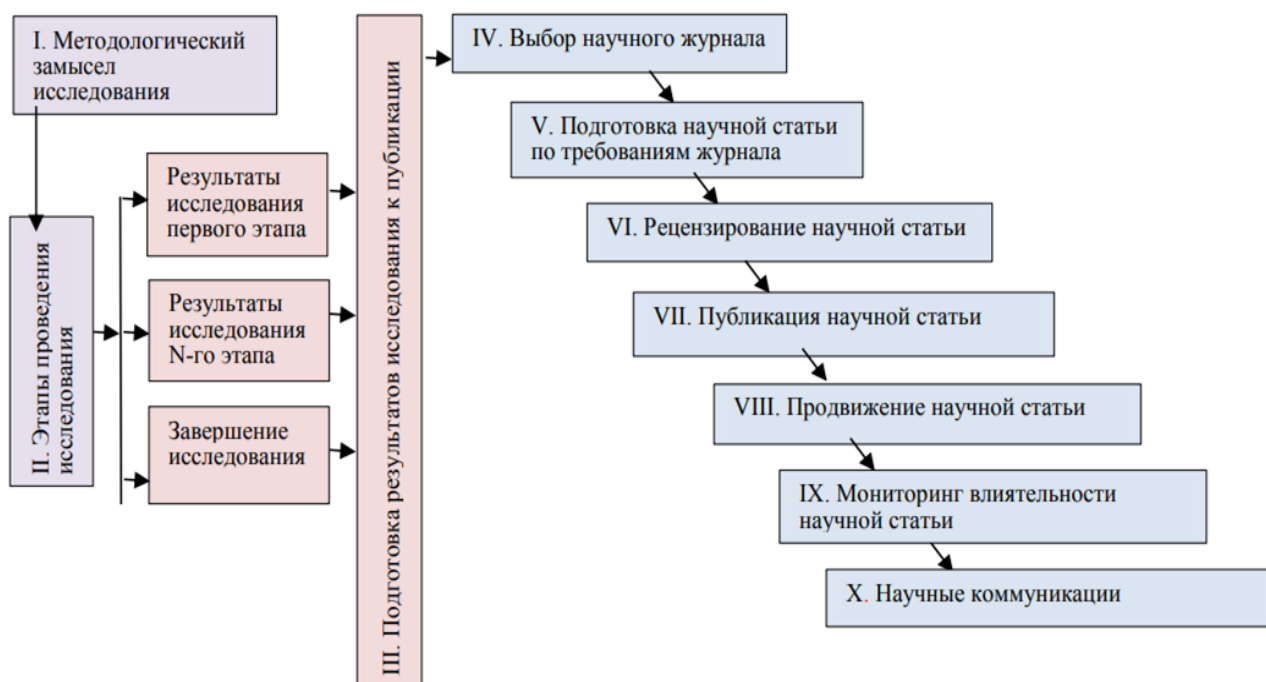 I. Методологический
замысел
исследования
II. Этапы проведения
исследования
Результаты
исследования
первого этапа
Результаты
исследования
N-го этапа
Завершение
исследования
III. Подготовка результатов исследования к публикации
IV. Выбор научного журнала
V. Подготовка научной статьи
по требованиям журнала
VI. Рецензирование научной статьи
VII. Публикация научной статьи
VIII. Продвижение научной статьи
IX. Мониторинг влиятельности
научной статьи
X. Научные коммуникации